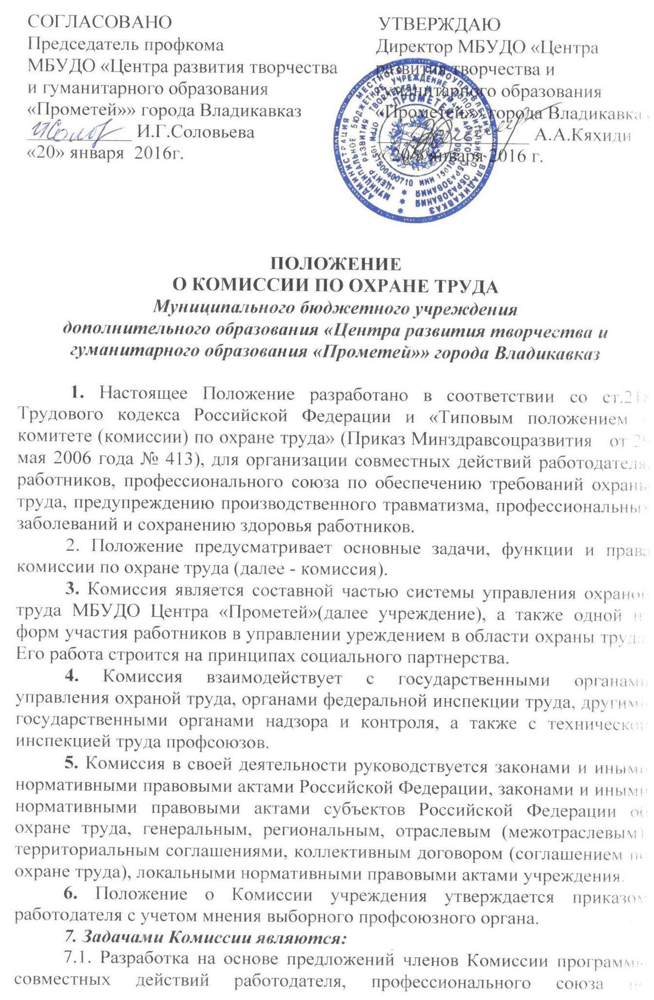 СОГЛАСОВАНО
Председатель профкома
МБУДО «Центра развития творчества
и гуманитарного образования
«Прометей»» города Владикавказ
И.Г.Соловьева
«20» января 2016г.
УТВЕРЖДАЮ
Директор МБУДО «Центра
развития творчества и
гуманитарного образования
«Прометей»» города Владикавка
А.А.Кяхиди
«20» января 2016 г.
ПОЛОЖЕНИЕ
О КОМИССИИ ПО ОХРАНЕ ТРУДА
Муниципального бюджетного учреждения
дополнительного образования «Центра развития творчества и
гуманитарного образования «Прометей»» города Владикавказ
1. Настоящее Положение разработано в соответствии со ст.218
Трудового кодекса Российской Федерации и «Типовым положением
комитете (комиссии) по охране труда» (Приказ Минздравсоцразвития от 29
мая 2006 года № 413), для организации совместных действий работодателя,
работников, профессионального союза по обеспечению требований охраны
труда, предупреждению производственного травматизма, профессиональных
заболеваний и сохранению здоровья работников.
2. Положение предусматривает основные задачи, функции и права
комиссии по охране труда (далее - комиссия).
3. Комиссия является составной частью системы управления охраной
труда МБУДО Центра «Прометей»(далее учреждение), а также одной из
форм участия работников в управлении уреждением в области охраны труда.
Его работа строится на принципах социального партнерства.
4. Комиссия взаимодействует с государственными органами
управления охраной труда, органами федеральной инспекции труда, другими
государственными органами надзора и контроля, а также с технической
инспекцией труда профсоюзов.
5. Комиссия в своей деятельности руководствуется законами и иными
нормативными правовыми актами Российской Федерации, законами и иными
нормативными правовыми актами субъектов Российской Федерации об
охране труда, генеральным, региональным, отраслевым (межотраслевым),
территориальным соглашениями, коллективным договором (соглашением по
охране труда), локальными нормативными правовыми актами учреждения.
6. Положение о Комиссии учреждения утверждается приказом
работодателя с учетом мнения выборного профсоюзного органа.
7. Задачами Комиссии являются:
7.1. Разработка на основе предложений членов Комиссии программы
совместных действий работодателя, профессионального союза по